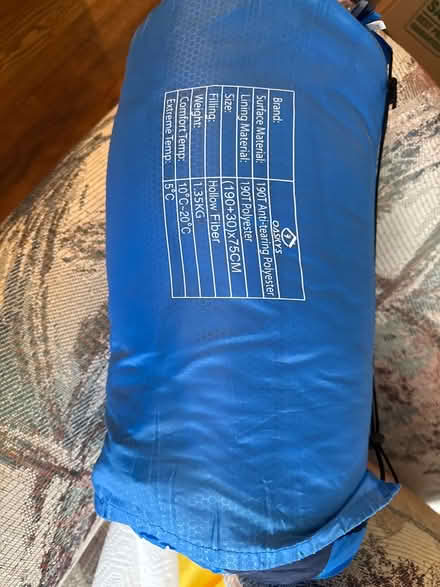 Brand: OASKYS
Surface Material: 190T Anti-tearing Polyester
Lining Material: 190T Polyester
Size: (190+30)x75CM
Filling: Hollow Fiber
Weight: 1.35KG
Comfort Temp: 10°C-20°C
Extreme Temp: 5°C